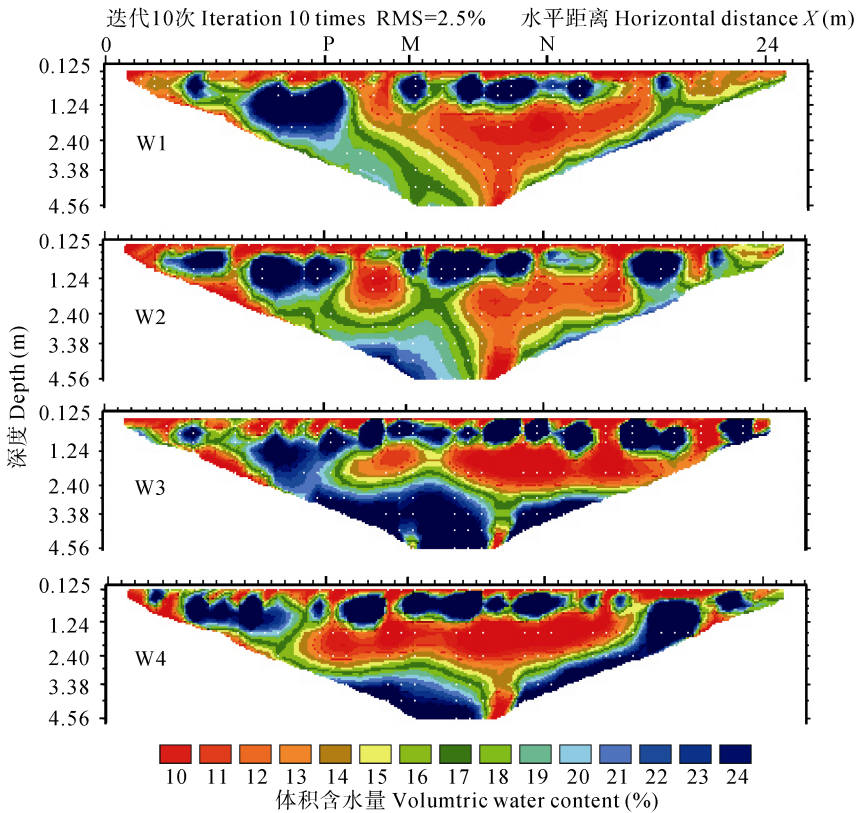 迭代10次 Iteration 10 times RMS=2.5% 水平距离 Horizontal distance X (m)
0 P M N 24
0.125
1.24
2.40
3.38
4.56
W1
0.125
1.24
2.40
3.38
4.56
W2
0.125
1.24
2.40
3.38
4.56
W3
0.125
1.24
2.40
3.38
4.56
W4
深度 Depth (m)
10 11 12 13 14 15 16 17 18 19 20 21 22 23 24
体积含水量 Volumtric water content (%)